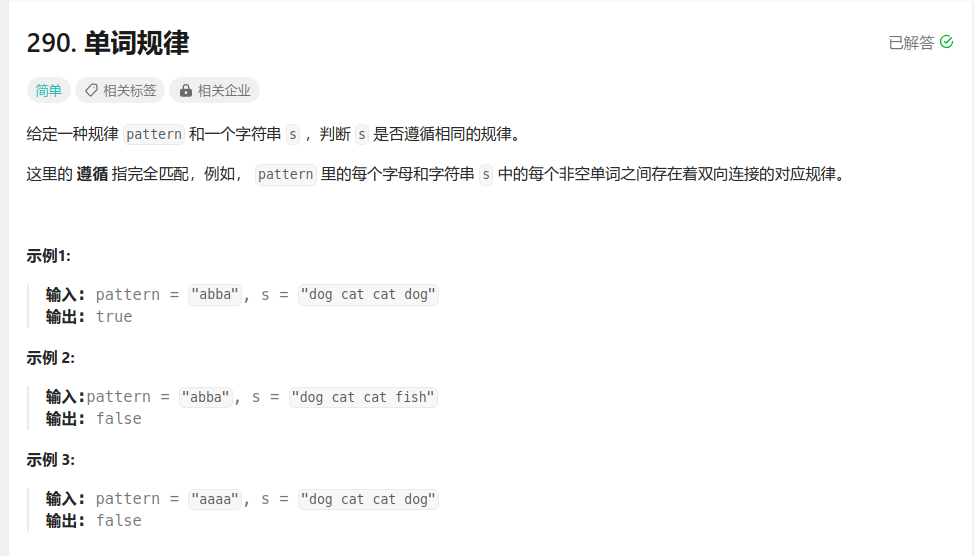 290. 单词规律
已解答
简单 相关标签 相关企业
给定一种规律 pattern 和一个字符串 s ，判断 s 是否遵循相同的规律。
这里的 遵循 指完全匹配，例如， pattern 里的每个字母和字符串 s 中的每个非空单词之间存在着双向连接的对应规律。
示例1:
输入: pattern = "abba", s = "dog cat cat dog"
输出: true
示例 2:
输入:pattern = "abba", s = "dog cat cat fish"
输出: false
示例 3:
输入: pattern = "aaaa", s = "dog cat cat dog"
输出: false